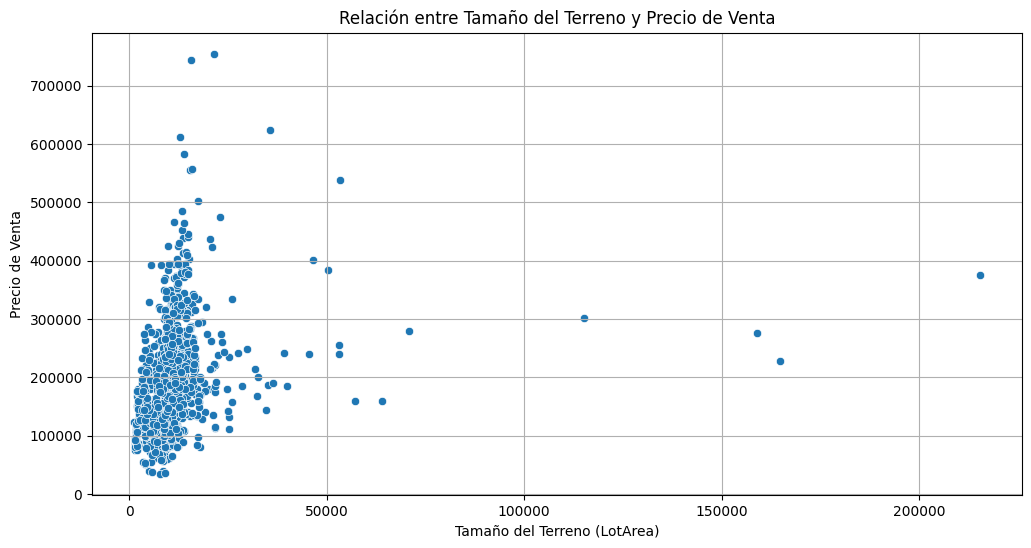 Relación entre Tamaño del Terreno y Precio de Venta
Precio de Venta
700000
600000
500000
400000
300000
200000
100000
0
0 50000 100000 150000 200000
Tamaño del Terreno (LotArea)